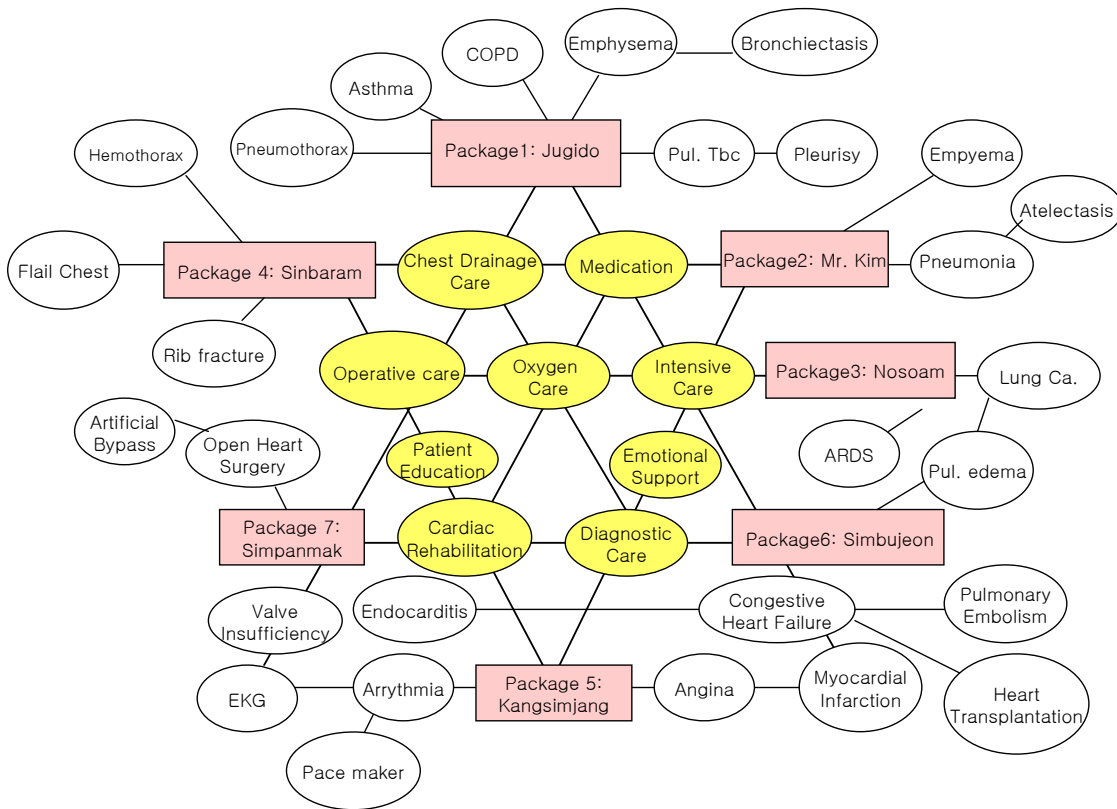 COPD
Emphysema
Bronchiectasis
Asthma
Hemothorax
Pneumothorax
Package1: Jugido
Pul. Tbc
Pleurisy
Empyema
Atelectasis
Flail Chest
Package 4: Sinbaram
Chest Drainage
Care
Medication
Package2: Mr. Kim
Pneumonia
Rib fracture
Operative care
Oxygen
Care
Intensive
Care
Package3: Nosoam
Lung Ca.
Artificial
Bypass
Open Heart
Surgery
Patient
Education
Emotional
Support
ARDS
Pul. edema
Package 7:
Simpanmak
Cardiac
Rehabilitation
Diagnostic
Care
Package6: Simbujeon
Valve
Insufficiency
Endocarditis
Congestive
Heart Failure
Pulmonary
Embolism
EKG
Arrythmia
Package 5:
Kangsimjang
Angina
Myocardial
Infarction
Heart
Transplantation
Pace maker